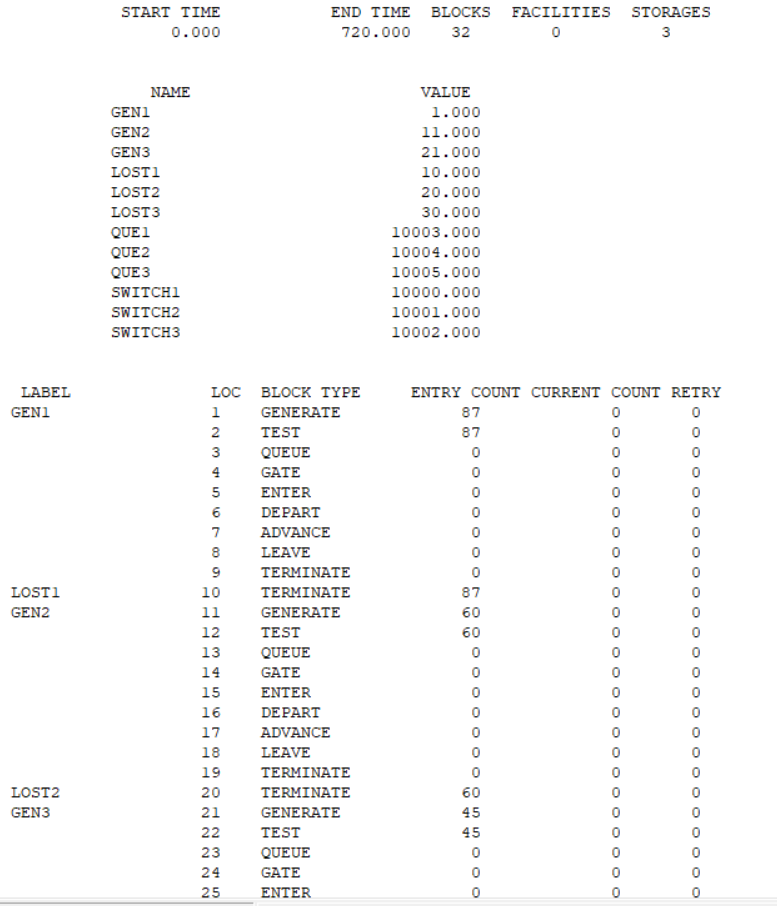 START TIME END TIME BLOCKS FACILITIES STORAGES
0.000 720.000 32 0 3
NAME VALUE
GEN1 1.000
GEN2 11.000
GEN3 21.000
LOST1 10.000
LOST2 20.000
LOST3 30.000
QUE1 10003.000
QUE2 10004.000
QUE3 10005.000
SWITCH1 10000.000
SWITCH2 10001.000
SWITCH3 10002.000
LABEL LOC BLOCK TYPE ENTRY COUNT CURRENT COUNT RETRY
GEN1 1 GENERATE 87 0 0
2 TEST 87 0 0
3 QUEUE 0 0 0
4 GATE 0 0 0
5 ENTER 0 0 0
6 DEPART 0 0 0
7 ADVANCE 0 0 0
8 LEAVE 0 0 0
9 TERMINATE 0 0 0
LOST1 10 TERMINATE 87 0 0
GEN2 11 GENERATE 60 0 0
12 TEST 60 0 0
13 QUEUE 0 0 0
14 GATE 0 0 0
15 ENTER 0 0 0
16 DEPART 0 0 0
17 ADVANCE 0 0 0
18 LEAVE 0 0 0
19 TERMINATE 0 0 0
LOST2 20 TERMINATE 60 0 0
GEN3 21 GENERATE 45 0 0
22 TEST 45 0 0
23 QUEUE 0 0 0
24 GATE 0 0 0
25 ENTER 0 0 0